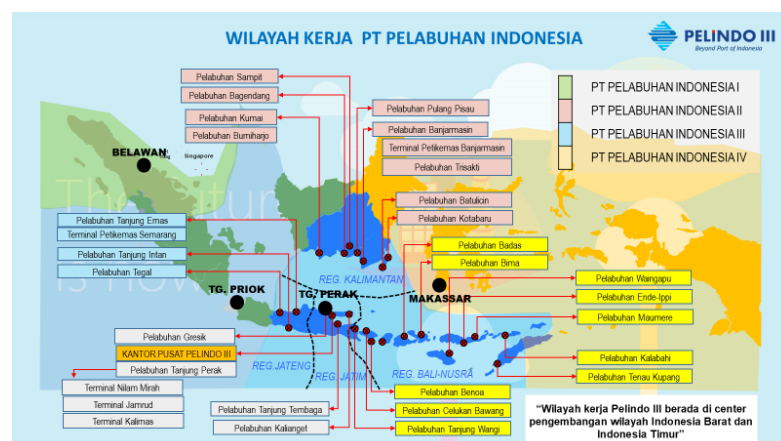 WILAYAH KERJA PT PELABUHAN INDONESIA
PELINDO III
Beyond Port of Indonesia
PT PELABUHAN INDONESIA I
PT PELABUHAN INDONESIA II
PT PELABUHAN INDONESIA III
PT PELABUHAN INDONESIA IV
Pelabuhan Sampit
Pelabuhan Bagendang
Pelabuhan Kumai
Pelabuhan Bumiharjo
Pelabuhan Pulang Pisau
Pelabuhan Banjarmasin
Terminal Petikemas Banjarmasin
Pelabuhan Trisakti
BELAWAN
Singapore
Pelabuhan Batulicin
Pelabuhan Kotabaru
Pelabuhan Tanjung Emas
Terminal Petikemas Semarang
Pelabuhan Tanjung Intan
Pelabuhan Tegal
Pelabuhan Badas
Pelabuhan Bima
REG. KALIMANTAN
Pelabuhan Waingapu
Pelabuhan Ende-Ippi
Pelabuhan Maumere
TG. PRIOK
TG. PERAK
MAKASSAR
Pelabuhan Gresik
KANTOR PUSAT PELINDO III
Pelabuhan Tanjung Perak
Terminal Nilam Mirah
Terminal Jamrud
Terminal Kalimas
REG.JATENG
REG. JATIM
REG. BALI-NUSRA
Pelabuhan Kalabahi
Pelabuhan Tenau Kupang
Pelabuhan Tanjung Tembaga
Pelabuhan Kalianget
Pelabuhan Benoa
Pelabuhan Celukan Bawang
Pelabuhan Tanjung Wangi
“Wilayah kerja Pelindo III berada di center
pengembangan wilayah Indonesia Barat dan
Indonesia Timur”